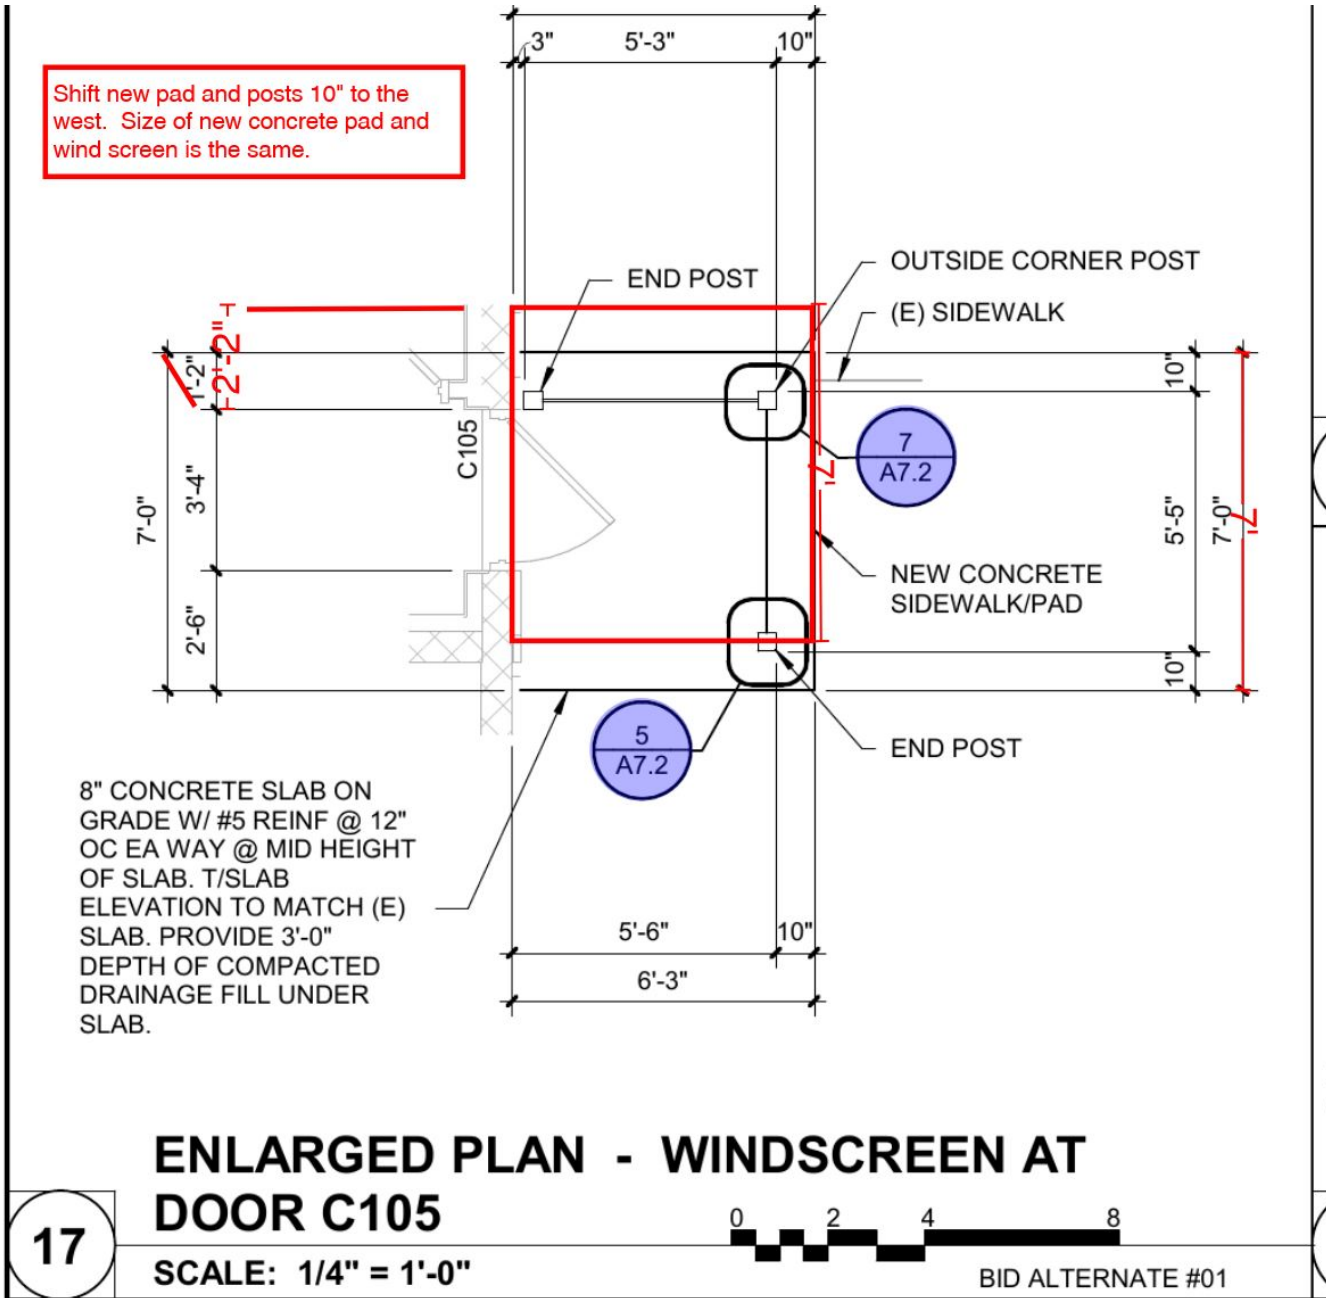 3"
5'-3"
10"
Shift new pad and posts 10" to the
west. Size of new concrete pad and
wind screen is the same.
END POST
OUTSIDE CORNER POST
(E) SIDEWALK
2'-2"
1'-2"
10"
C105
7
A7.2
7'
3'-4"
7'-0"
5'-5"
7'-0"
7'
NEW CONCRETE
SIDEWALK/PAD
2'-6"
10"
5
A7.2
END POST
8" CONCRETE SLAB ON
GRADE W/ #5 REINF @ 12"
OC EA WAY @ MID HEIGHT
OF SLAB. T/SLAB
ELEVATION TO MATCH (E)
SLAB. PROVIDE 3'-0"
DEPTH OF COMPACTED
DRAINAGE FILL UNDER
SLAB.
5'-6"
10"
6'-3"
ENLARGED PLAN - WINDSCREEN AT
DOOR C105
17
SCALE: 1/4" = 1'-0"
0 2 4 8
BID ALTERNATE #01